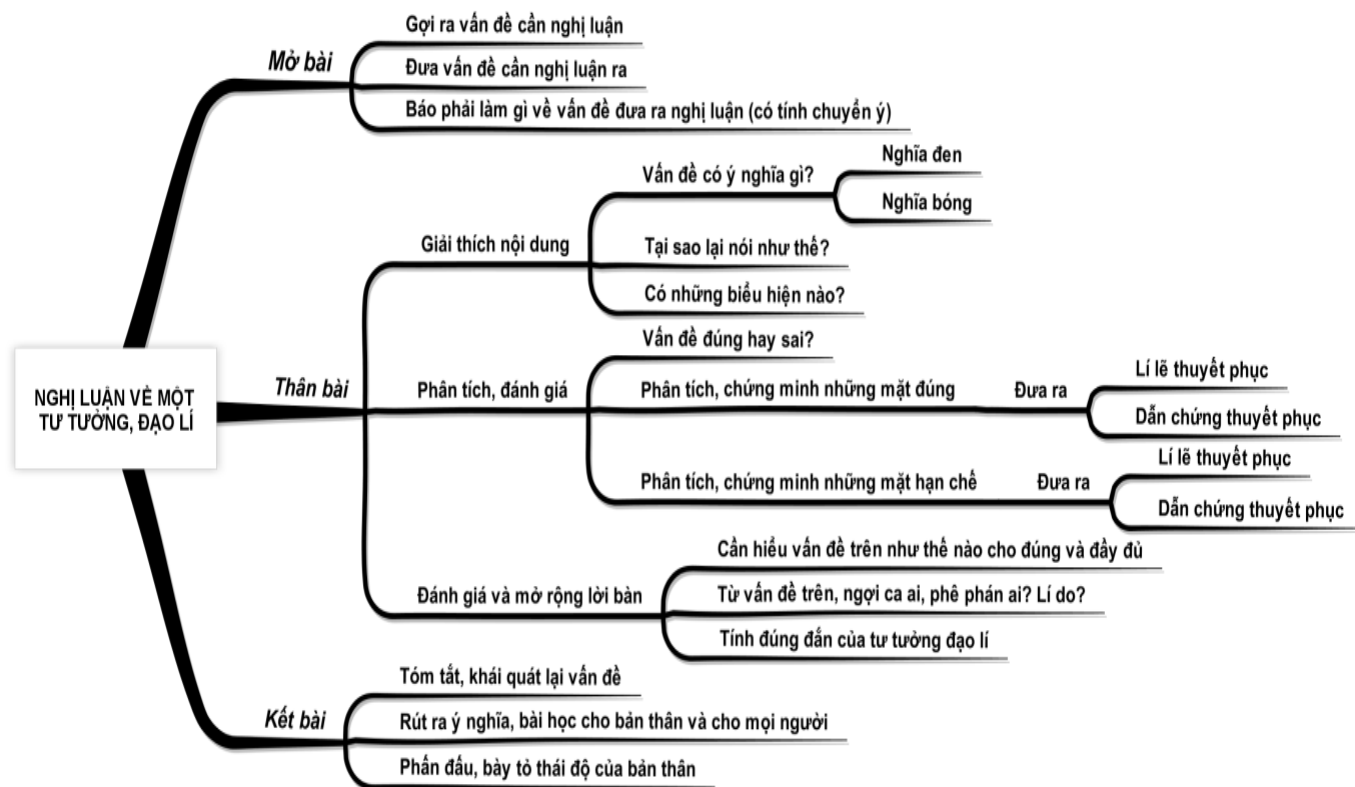 NGHỊ LUẬN VỀ MỘT
TƯ TƯỞNG, ĐẠO LÍ
Mở bài
Gợi ra vấn đề cần nghị luận
Đưa vấn đề cần nghị luận ra
Báo phải làm gì về vấn đề đưa ra nghị luận (có tính chuyển ý)
Thân bài
Giải thích nội dung
Vấn đề có ý nghĩa gì?
Nghĩa đen
Nghĩa bóng
Tại sao lại nói như thế?
Có những biểu hiện nào?
Phân tích, đánh giá
Vấn đề đúng hay sai?
Phân tích, chứng minh những mặt đúng
Đưa ra
Lí lẽ thuyết phục
Dẫn chứng thuyết phục
Phân tích, chứng minh những mặt hạn chế
Đưa ra
Lí lẽ thuyết phục
Dẫn chứng thuyết phục
Đánh giá và mở rộng lời bàn
Cần hiểu vấn đề trên như thế nào cho đúng và đầy đủ
Từ vấn đề trên, ngợi ca ai, phê phán ai? Lí do?
Tính đúng đắn của tư tưởng đạo lí
Kết bài
Tóm tắt, khái quát lại vấn đề
Rút ra ý nghĩa, bài học cho bản thân và cho mọi người
Phấn đấu, bày tỏ thái độ của bản thân